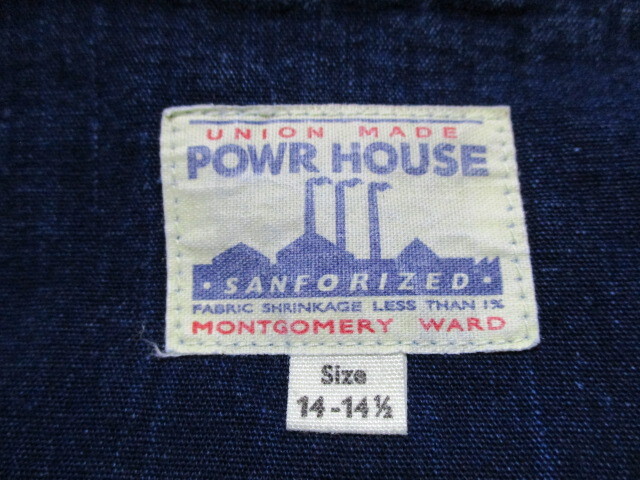 UNION MADE
POWR HOUSE
· SANFORIZED ·
FABRIC SHRINKAGE LESS THAN 1%
MONTGOMERY WARD
Size
14-14½